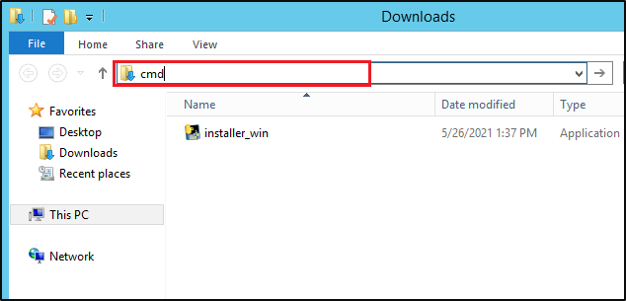 Downloads
File Home Share View
cmd
Name Date modified Type
Favorites
Desktop
Downloads
Recent places
This PC
Network
installer_win 5/26/2021 1:37 PM Application